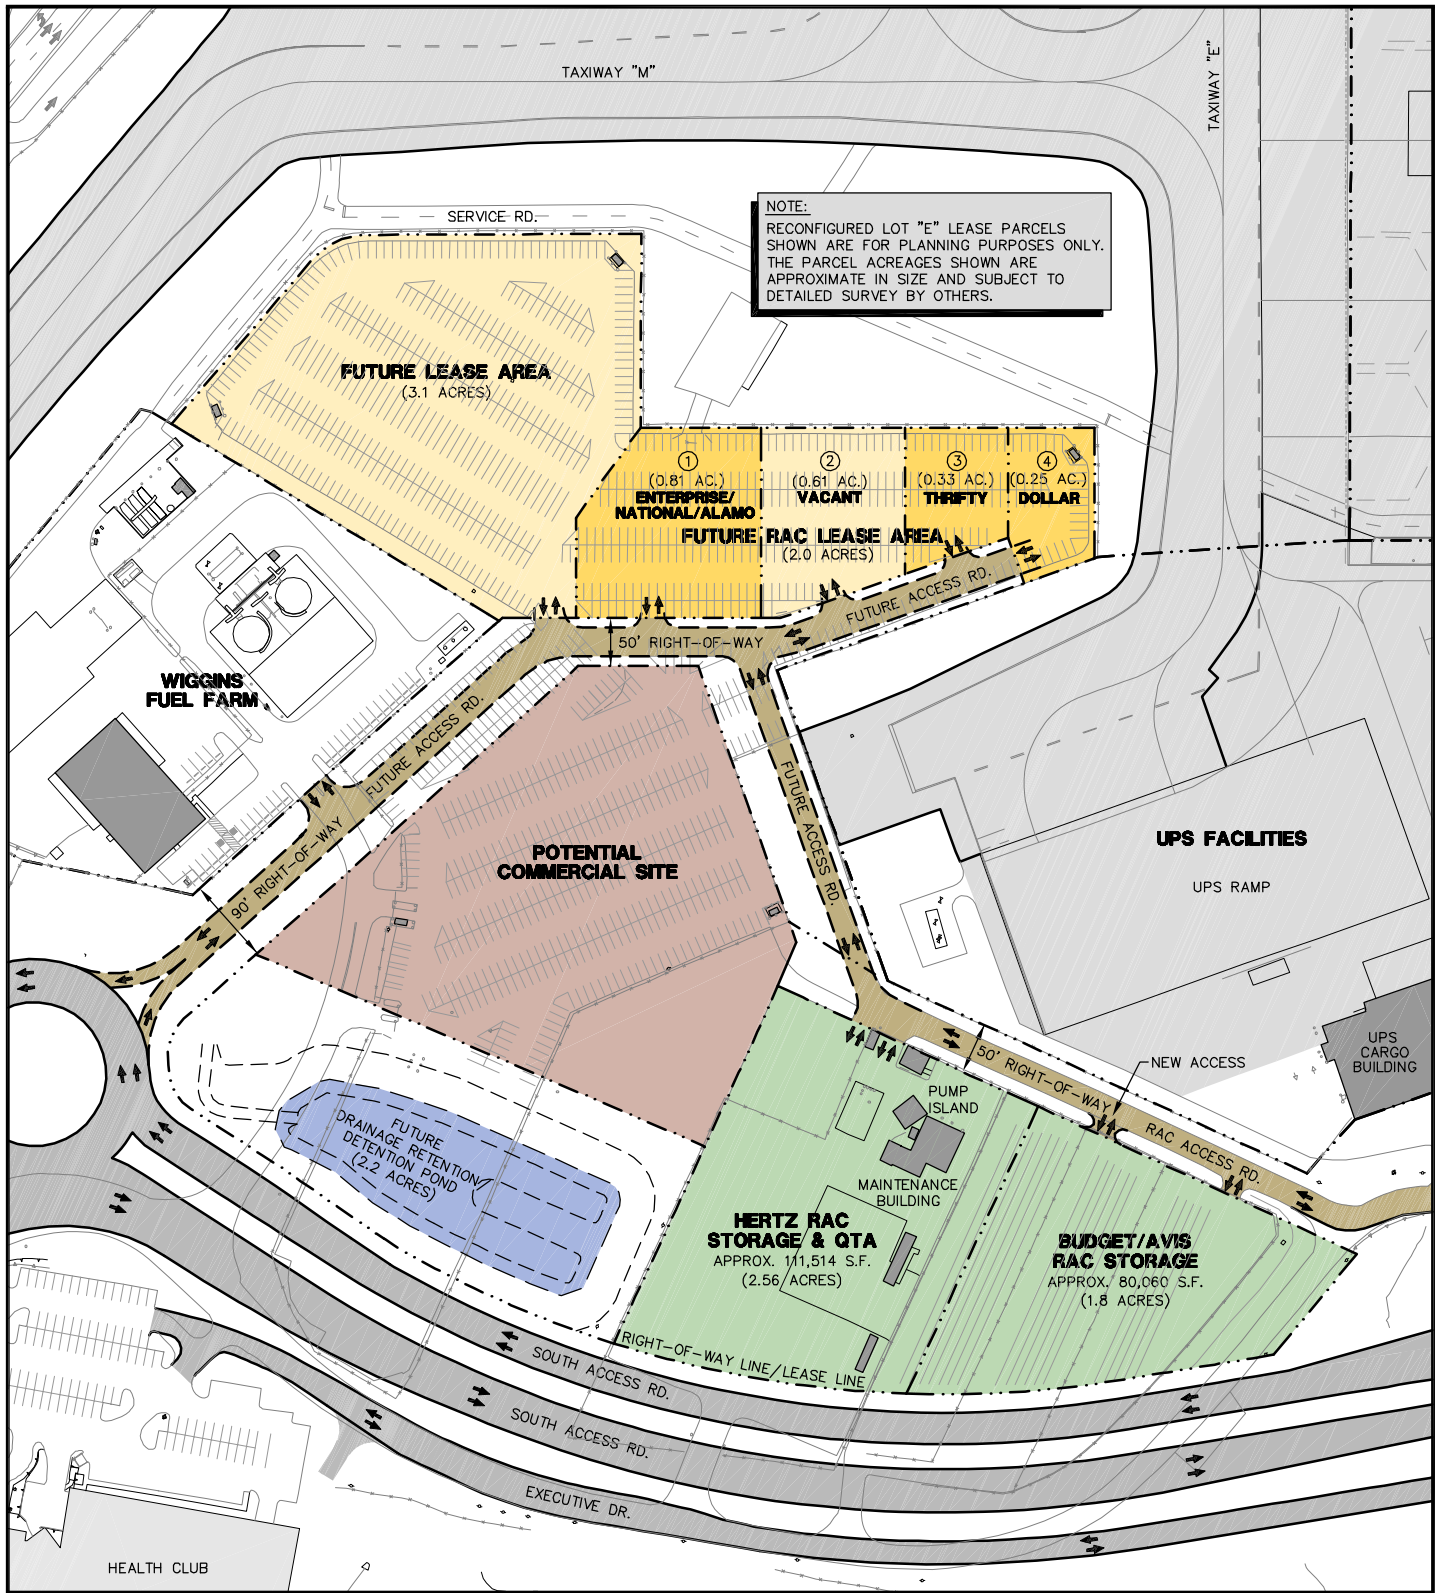 TAXIWAY "M"
TAXIWAY "E"
NOTE:
RECONFIGURED LOT "E" LEASE PARCELS
SHOWN ARE FOR PLANNING PURPOSES ONLY.
THE PARCEL ACREAGES SHOWN ARE
APPROXIMATE IN SIZE AND SUBJECT TO
DETAILED SURVEY BY OTHERS.
SERVICE RD.
FUTURE LEASE AREA
(3.1 ACRES)
1
(0.81 AC.)
ENTERPRISE/
NATIONAL/ALAMO
2
(0.61 AC.)
VACANT
3
(0.33 AC.)
THRIFTY
4
(0.25 AC.)
DOLLAR
FUTURE RAC LEASE AREA
(2.0 ACRES)
FUTURE ACCESS RD.
50' RIGHT-OF-WAY
WIGGINS
FUEL FARM
FUTURE ACCESS RD.
90' RIGHT-OF-WAY
FUTURE ACCESS RD.
POTENTIAL
COMMERCIAL SITE
UPS FACILITIES
UPS RAMP
UPS
CARGO
BUILDING
50' RIGHT-OF-WAY
NEW ACCESS
RAC ACCESS RD.
PUMP
ISLAND
MAINTENANCE
BUILDING
FUTURE
DRAINAGE RETENTION/
DETENTION POND
(2.2 ACRES)
HERTZ RAC
STORAGE & QTA
APPROX. 111,514 S.F.
(2.56 ACRES)
BUDGET/AVIS
RAC STORAGE
APPROX. 80,060 S.F.
(1.8 ACRES)
RIGHT-OF-WAY LINE/LEASE LINE
SOUTH ACCESS RD.
SOUTH ACCESS RD.
EXECUTIVE DR.
HEALTH CLUB